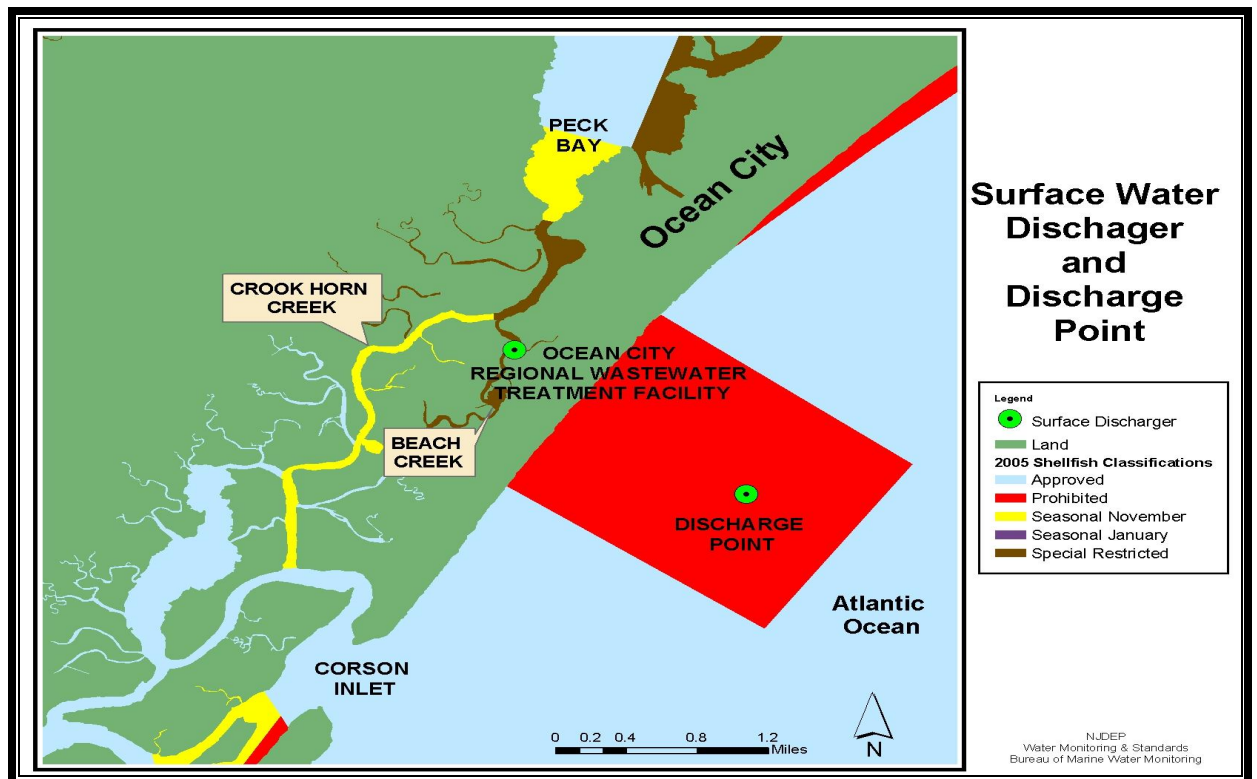 PECK
BAY
Ocean City
CROOK HORN
CREEK
OCEAN CITY
REGIONAL WASTEWATER
TREATMENT FACILITY
BEACH
CREEK
DISCHARGE
POINT
Atlantic
Ocean
CORSON
INLET
0 0.2 0.4 0.8 1.2
Miles
N
Surface Water
Dischager
and
Discharge
Point
Legend
Surface Discharger
Land
2005 Shellfish Classifications
Approved
Prohibited
Seasonal November
Seasonal January
Special Restricted
NJDEP
Water Monitoring & Standards
Bureau of Marine Water Monitoring